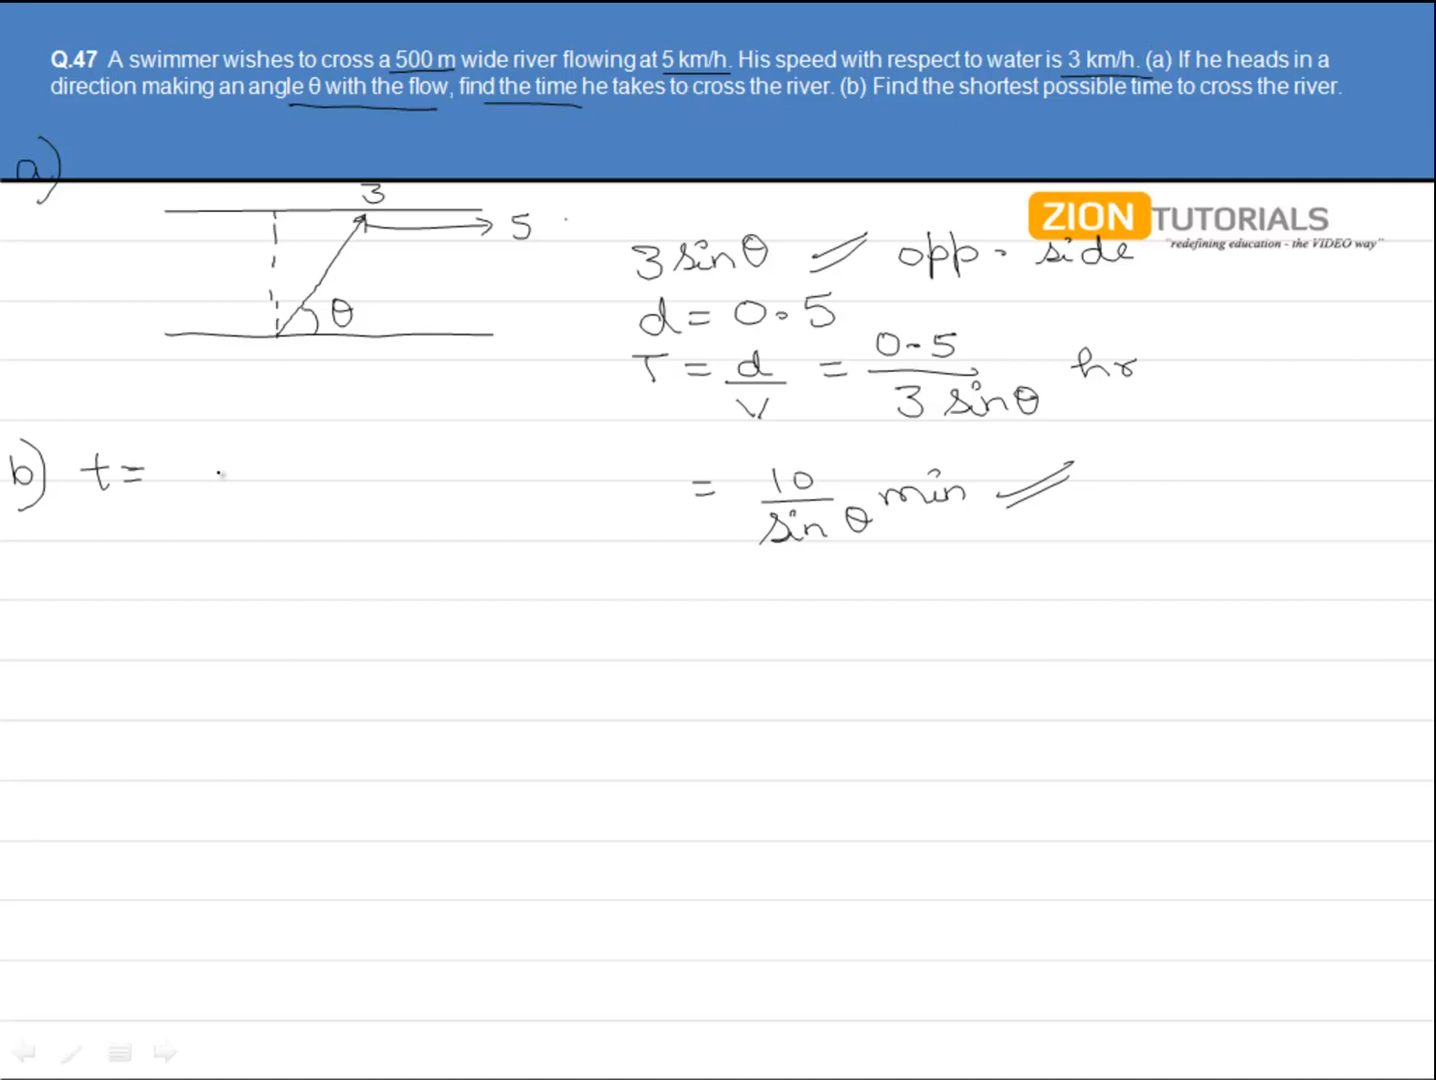 Q.47 A swimmer wishes to cross a 500 m wide river flowing at 5 km/h. His speed with respect to water is 3 km/h. (a) If he heads in a
direction making an angle θ with the flow, find the time he takes to cross the river. (b) Find the shortest possible time to cross the river.
a)
3
5
θ
ZION TUTORIALS
"redefining education - the VIDEO way"
3 sin θ opp. side
d = 0.5
T = d/V = 0.5/3 sin θ hr
= 10/sin θ min
b) t =